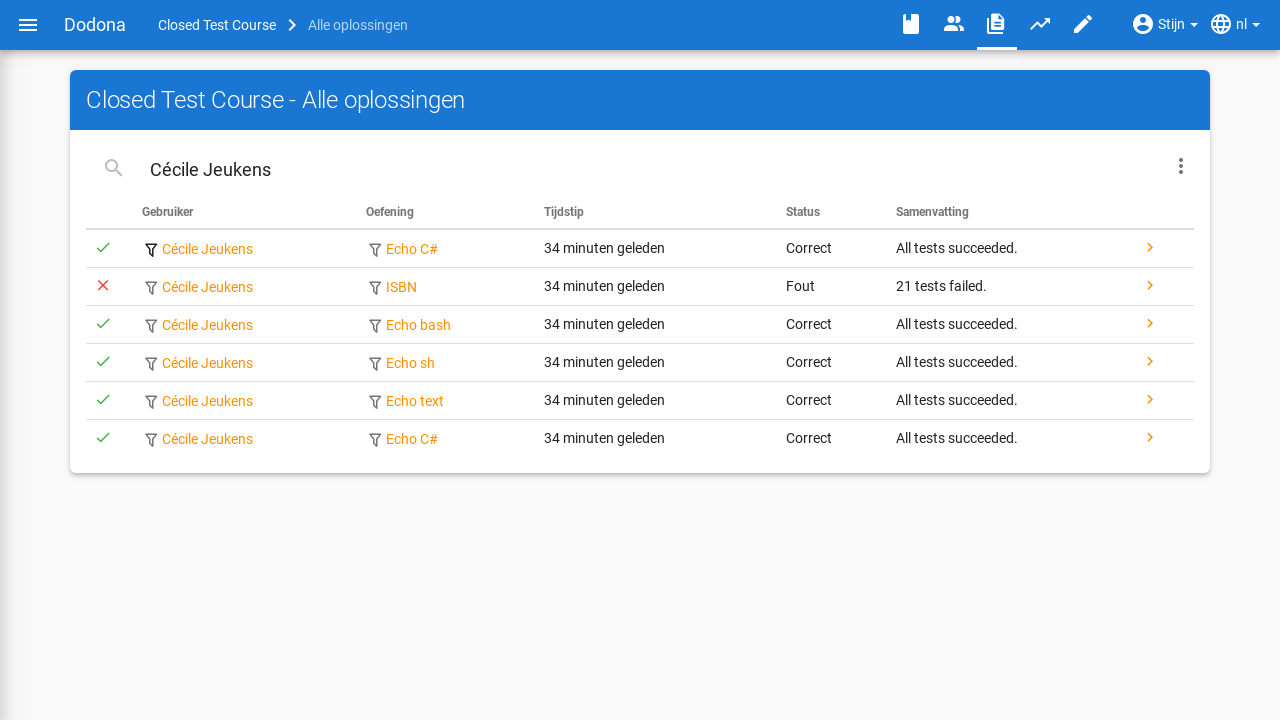 Dodona Closed Test Course Alle oplossingen Stijn nl
Closed Test Course - Alle oplossingen
Cécile Jeukens
Gebruiker Oefening Tijdstip Status Samenvatting
Cécile Jeukens Echo C# 34 minuten geleden Correct All tests succeeded.
Cécile Jeukens ISBN 34 minuten geleden Fout 21 tests failed.
Cécile Jeukens Echo bash 34 minuten geleden Correct All tests succeeded.
Cécile Jeukens Echo sh 34 minuten geleden Correct All tests succeeded.
Cécile Jeukens Echo text 34 minuten geleden Correct All tests succeeded.
Cécile Jeukens Echo C# 34 minuten geleden Correct All tests succeeded.